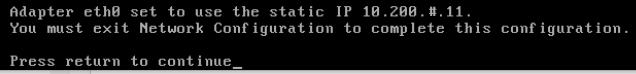 Adapter eth0 set to use the static IP 10.200.#.11.
You must exit Network Configuration to complete this configuration.
Press return to continue_